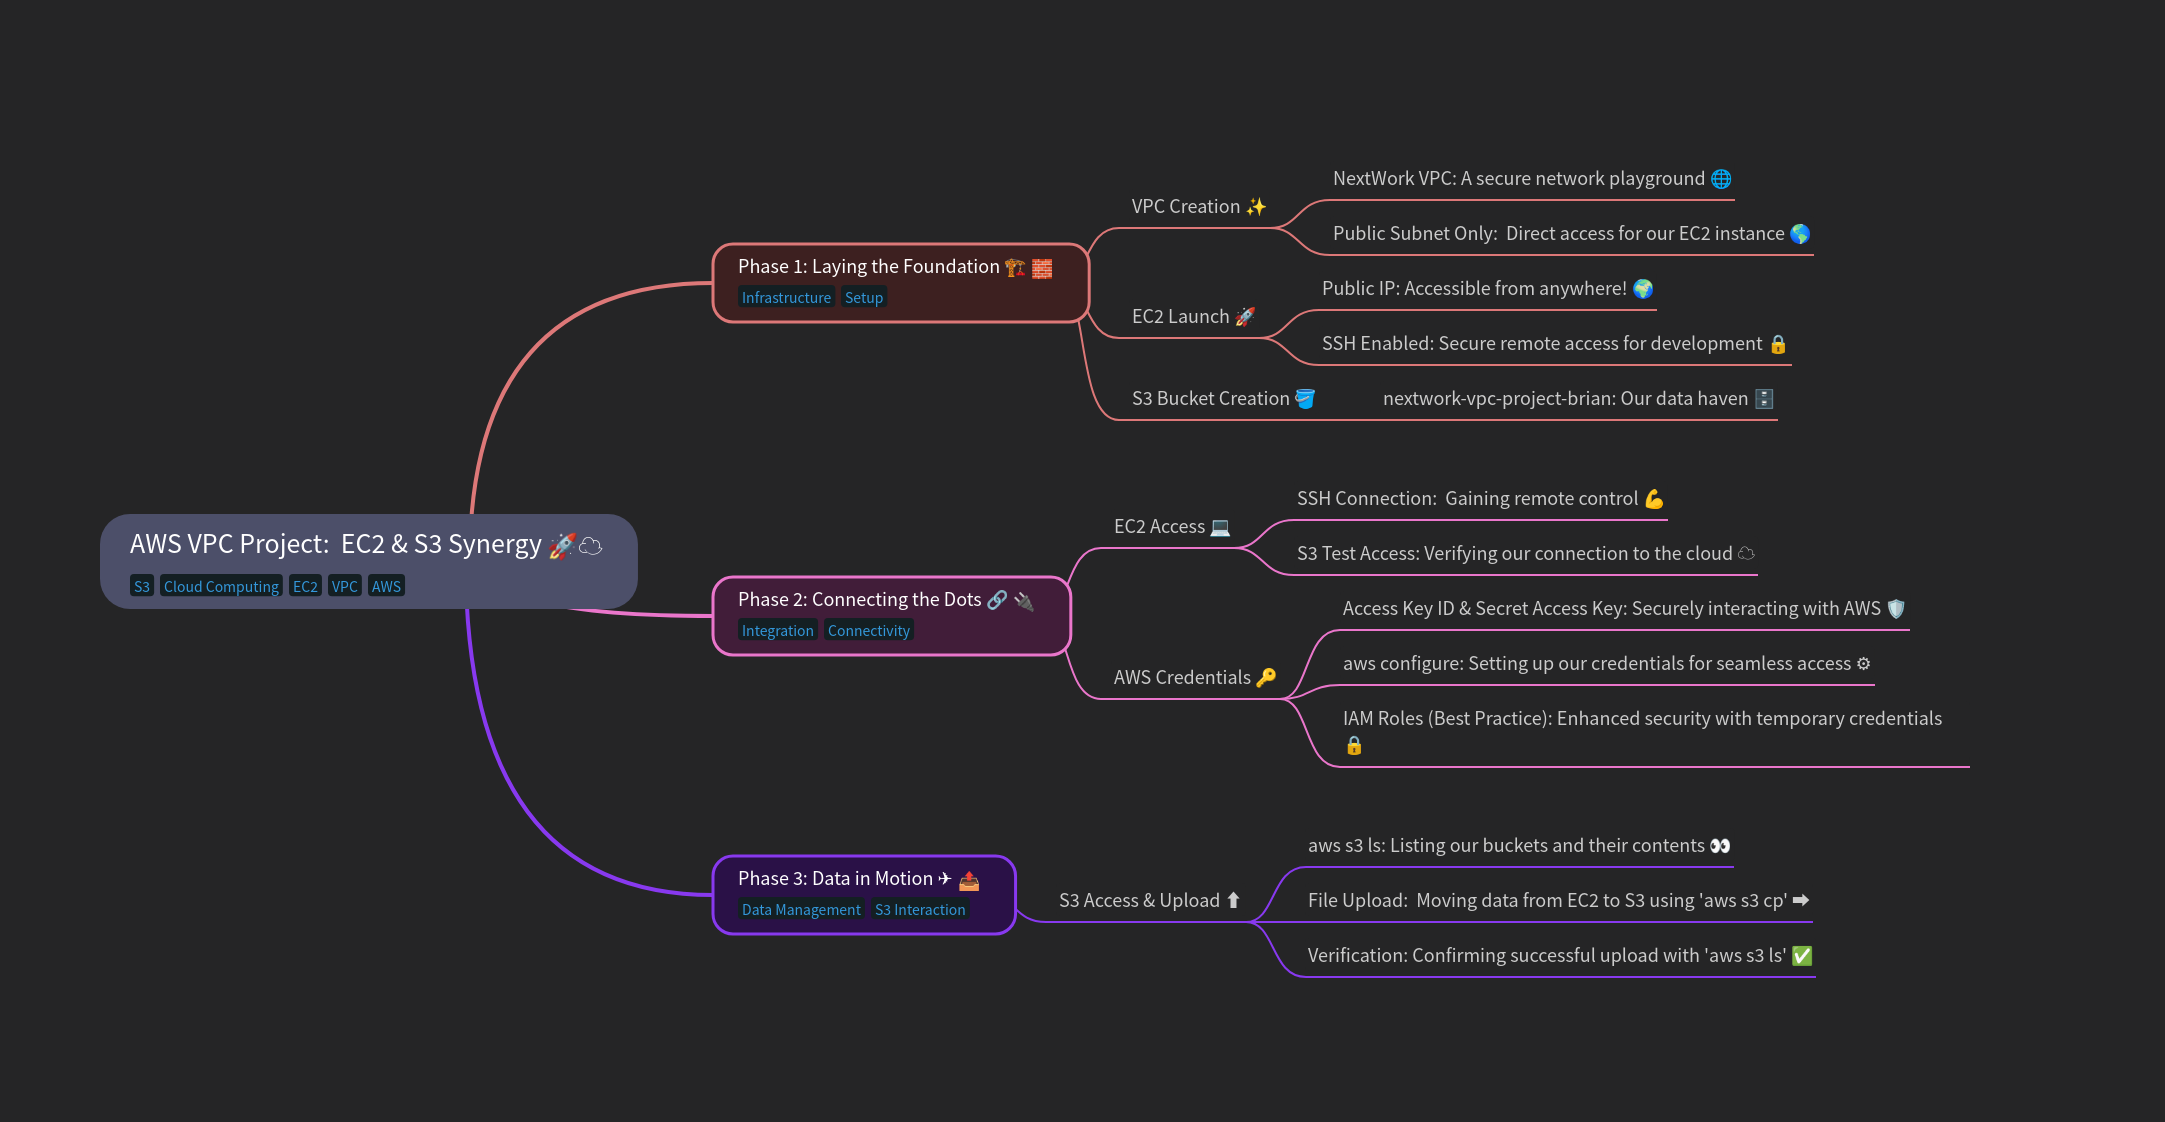 AWS VPC Project:  EC2 & S3 Synergy 🚀☁
S3 Cloud Computing EC2 VPC AWS
Phase 1: Laying the Foundation 🏗️ 🧱
Infrastructure Setup
VPC Creation ✨
NextWork VPC: A secure network playground 🌐
Public Subnet Only:  Direct access for our EC2 instance 🌎
EC2 Launch 🚀
Public IP: Accessible from anywhere! 🌍
SSH Enabled: Secure remote access for development 🔒
S3 Bucket Creation 🪣
nextwork-vpc-project-brian: Our data haven 🗄️
Phase 2: Connecting the Dots 🔗 🔌
Integration Connectivity
EC2 Access 💻
SSH Connection:  Gaining remote control 💪
S3 Test Access: Verifying our connection to the cloud ☁
AWS Credentials 🔑
Access Key ID & Secret Access Key: Securely interacting with AWS 🛡️
aws configure: Setting up our credentials for seamless access ⚙
IAM Roles (Best Practice): Enhanced security with temporary credentials
🔒
Phase 3: Data in Motion ✈ 📤
Data Management S3 Interaction
S3 Access & Upload ⬆
aws s3 ls: Listing our buckets and their contents 👀
File Upload:  Moving data from EC2 to S3 using 'aws s3 cp' ➡
Verification: Confirming successful upload with 'aws s3 ls' ✅